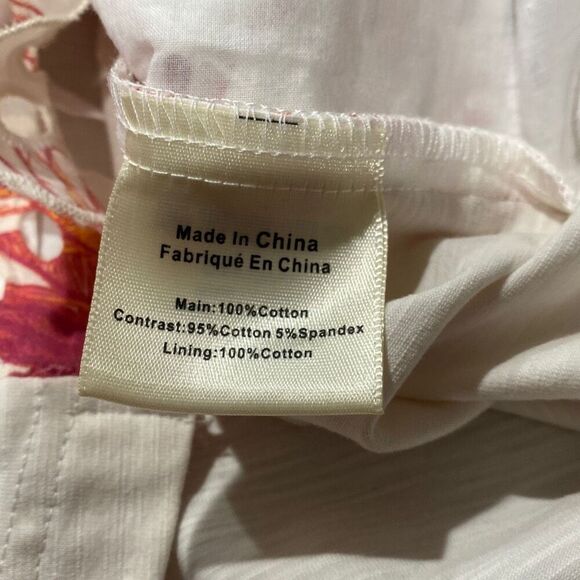 Made In China
Fabriqué En China
Main:100%Cotton
Contrast:95%Cotton 5%Spandex
Lining:100%Cotton